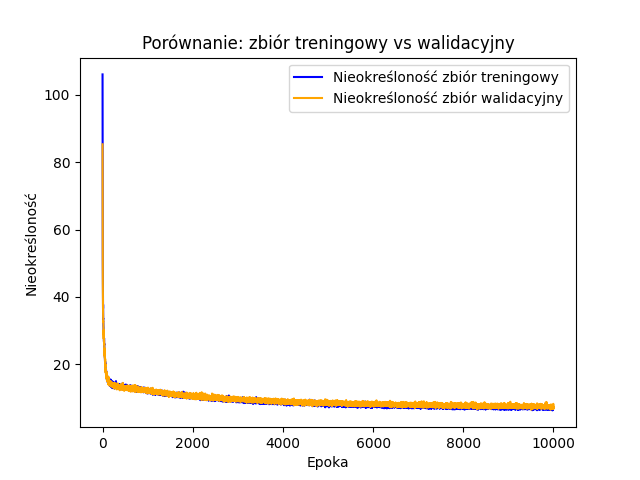 Porównanie: zbiór treningowy vs walidacyjny
Nieokreśloność zbiór treningowy
Nieokreśloność zbiór walidacyjny
Nieokreśloność
100
80
60
40
20
0 2000 4000 6000 8000 10000
Epoka